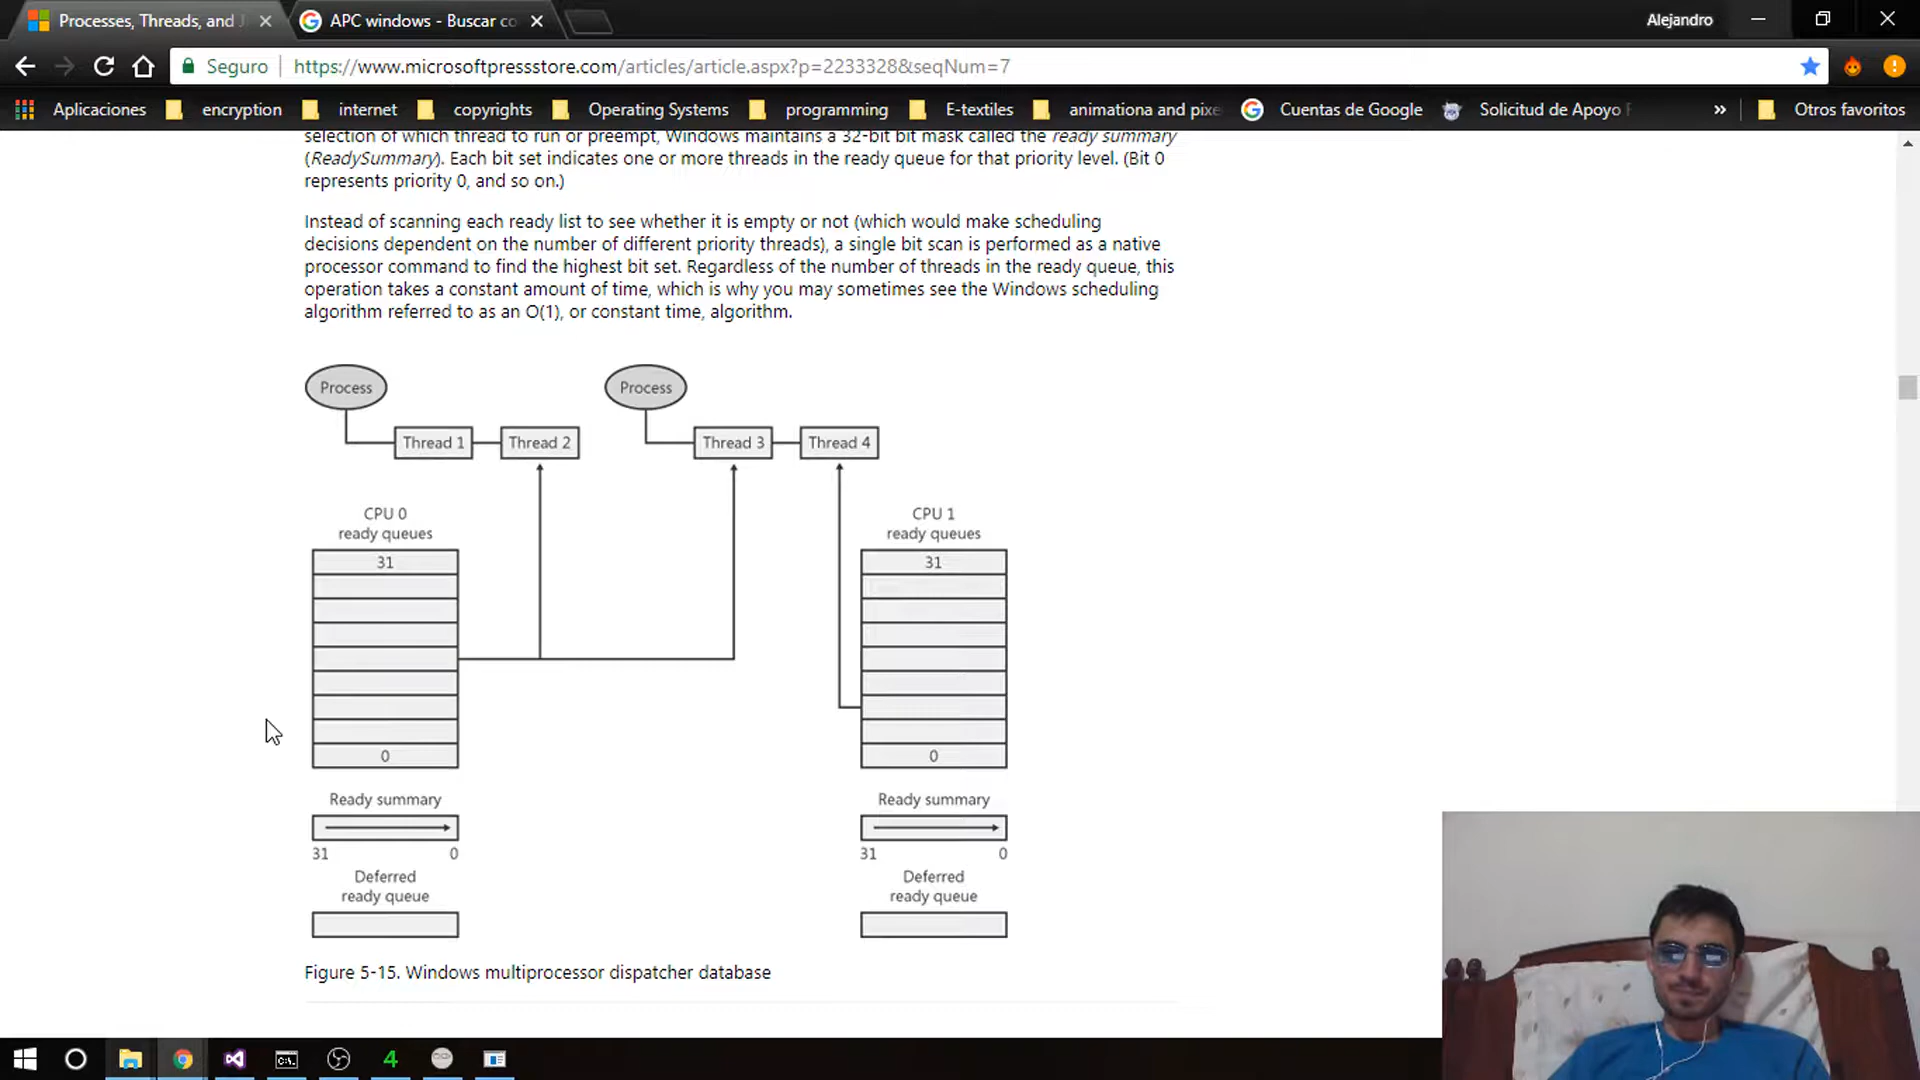 Processes, Threads, and J
APC windows - Buscar co
Alejandro
Seguro
https://www.microsoftpressstore.com/articles/article.aspx?p=2233328&seqNum=7
Aplicaciones
encryption
internet
copyrights
Operating Systems
programming
E-textiles
animationa and pixe
Cuentas de Google
Solicitud de Apoyo
»
Otros favoritos
selection of which thread to run or preempt, Windows maintains a 32-bit bit mask called the ready summary
(ReadySummary). Each bit set indicates one or more threads in the ready queue for that priority level. (Bit 0
represents priority 0, and so on.)
Instead of scanning each ready list to see whether it is empty or not (which would make scheduling
decisions dependent on the number of different priority threads), a single bit scan is performed as a native
processor command to find the highest bit set. Regardless of the number of threads in the ready queue, this
operation takes a constant amount of time, which is why you may sometimes see the Windows scheduling
algorithm referred to as an O(1), or constant time, algorithm.
Process
Process
Thread 1
Thread 2
Thread 3
Thread 4
CPU 0
ready queues
CPU 1
ready queues
31
31
0
0
Ready summary
Ready summary
31
0
31
0
Deferred
ready queue
Deferred
ready queue
Figure 5-15. Windows multiprocessor dispatcher database
4